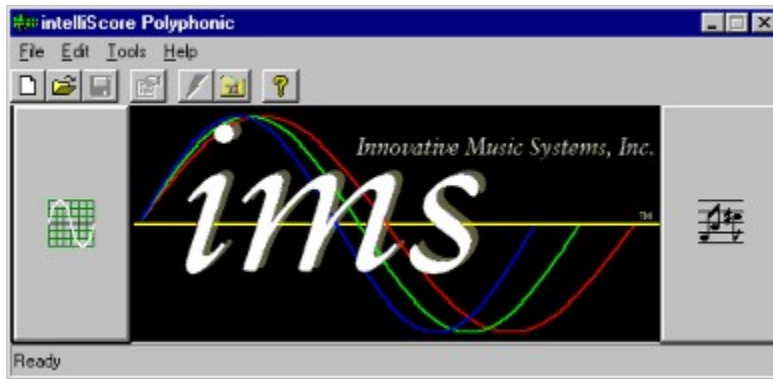 intelliScore Polyphonic
File Edit Tools Help
Innovative Music Systems, Inc.
ims
TM
Ready